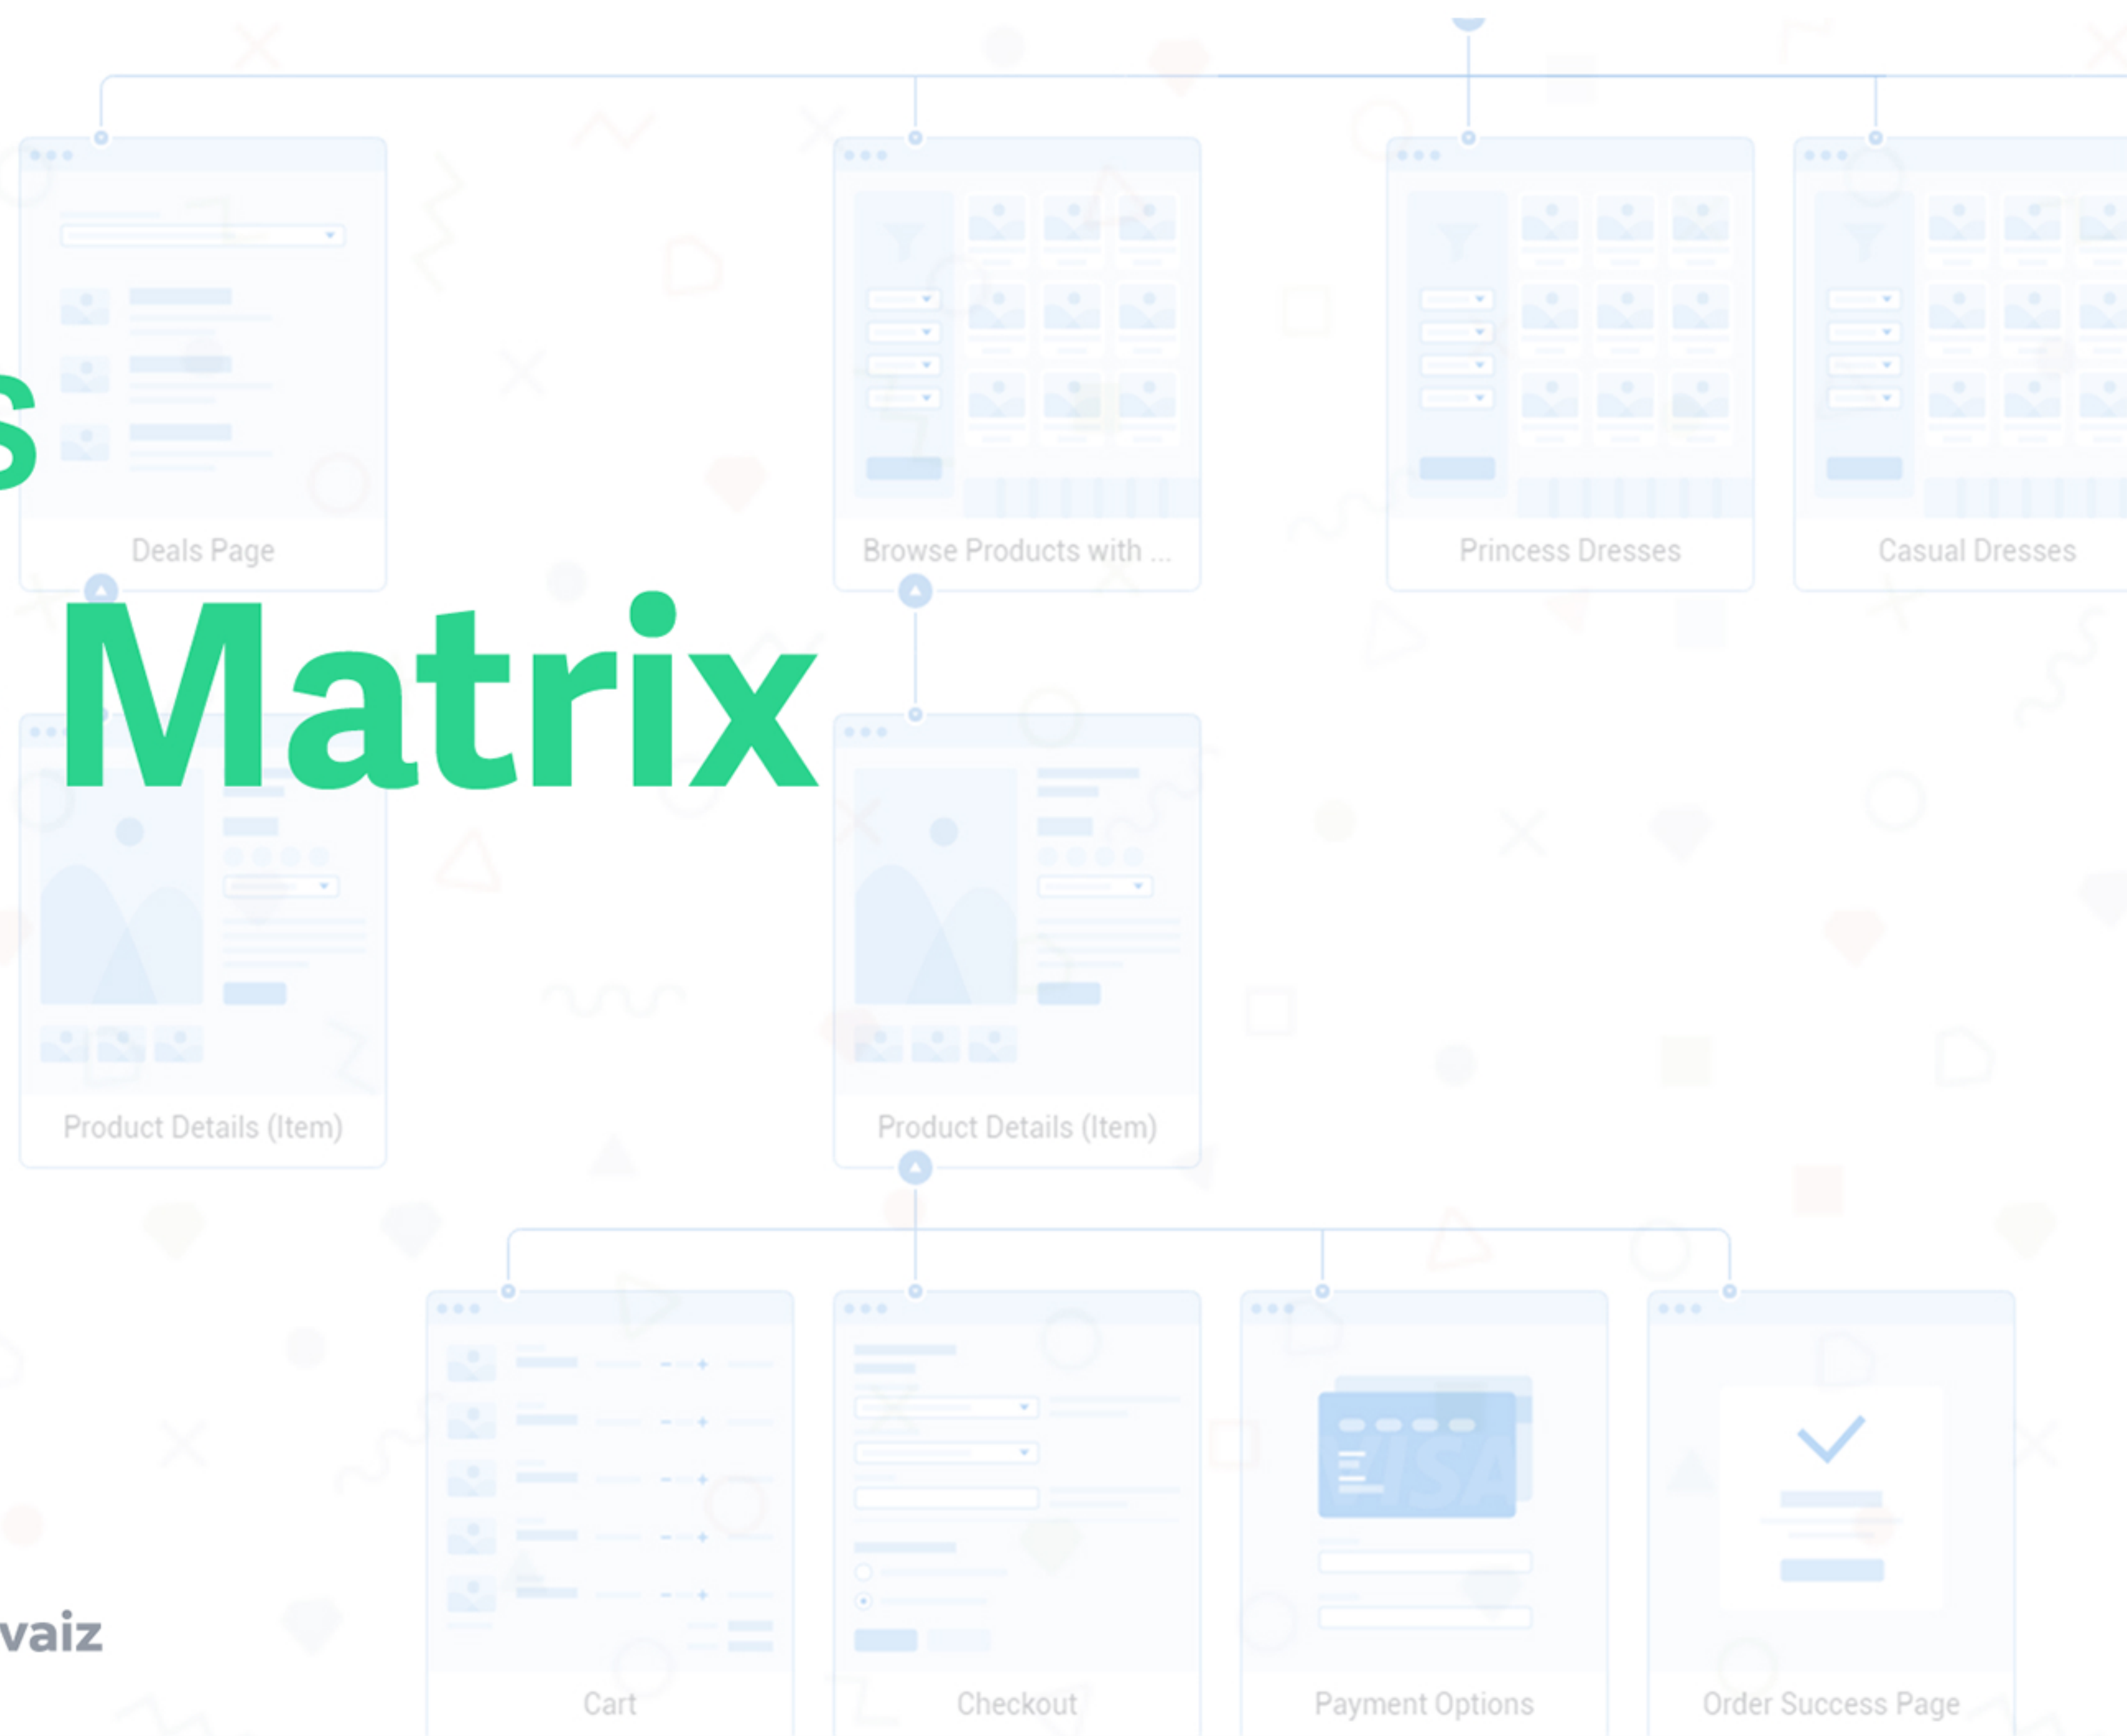 s
Deals Page
Browse Products with ...
Princess Dresses
Casual Dresses
Matrix
Product Details (Item)
Product Details (Item)
VISA
vaiz
Cart
Checkout
Payment Options
Order Success Page